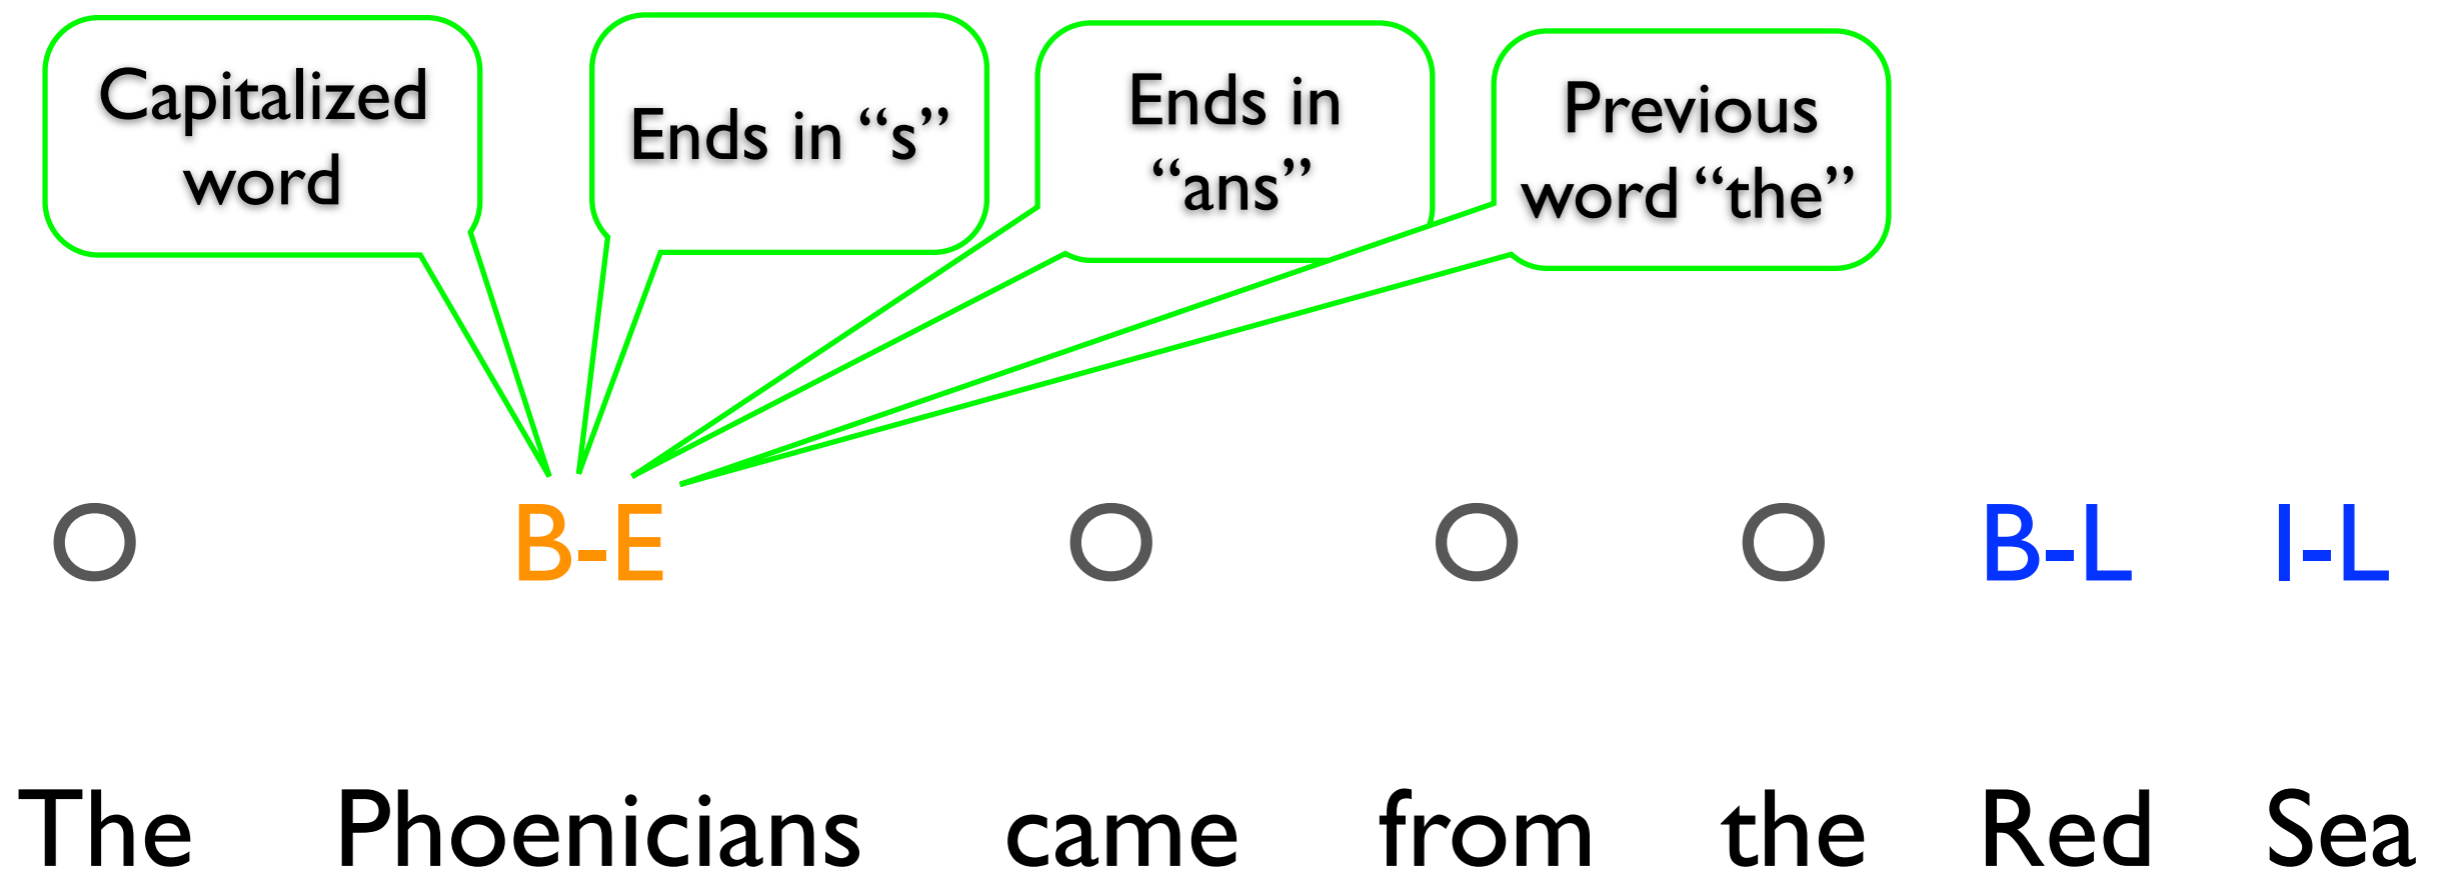 Capitalized
word
Ends in “s”
Ends in
“ans”
Previous
word “the”
O B-E O O O B-L I-L
The Phoenicians came from the Red Sea